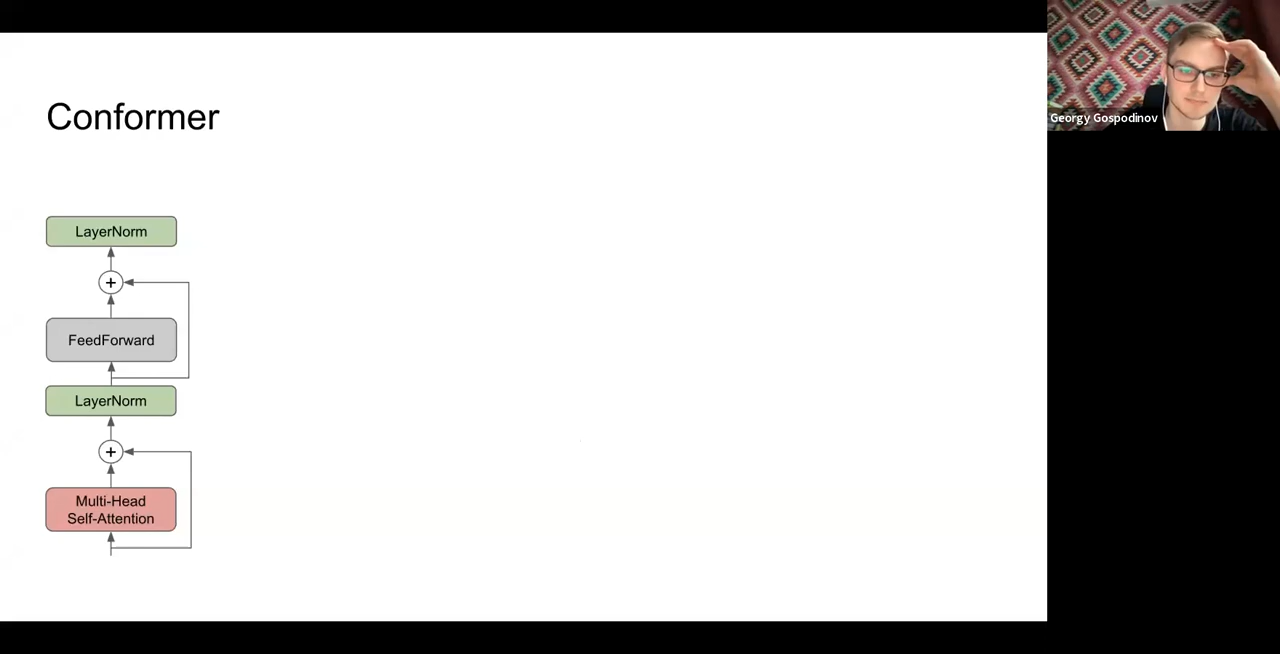 Conformer
LayerNorm
+
FeedForward
LayerNorm
+
Multi-Head
Self-Attention
Georgy Gospodinov